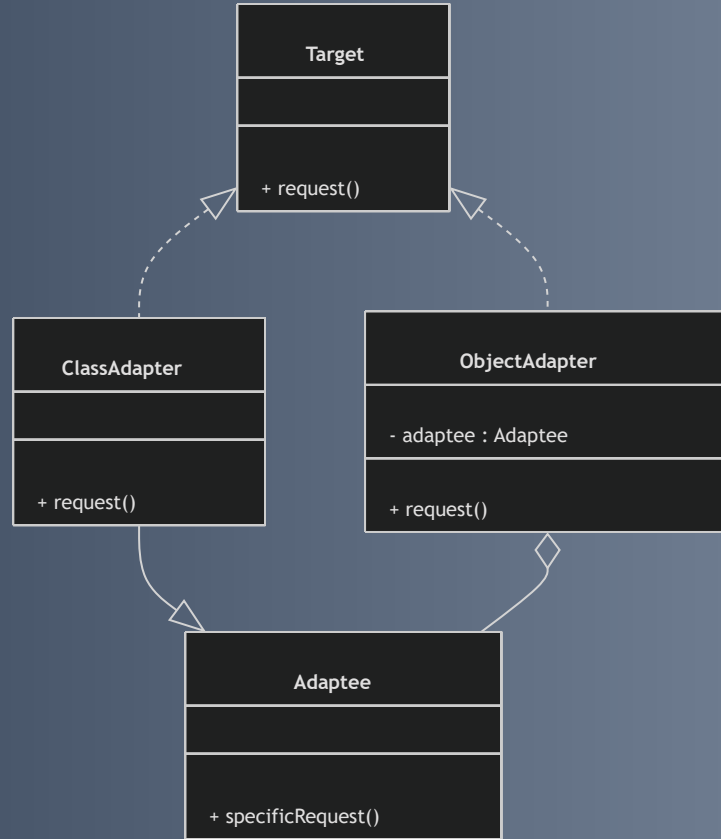 Target
+ request()
ClassAdapter
+ request()
ObjectAdapter
- adaptee : Adaptee
+ request()
Adaptee
+ specificRequest()